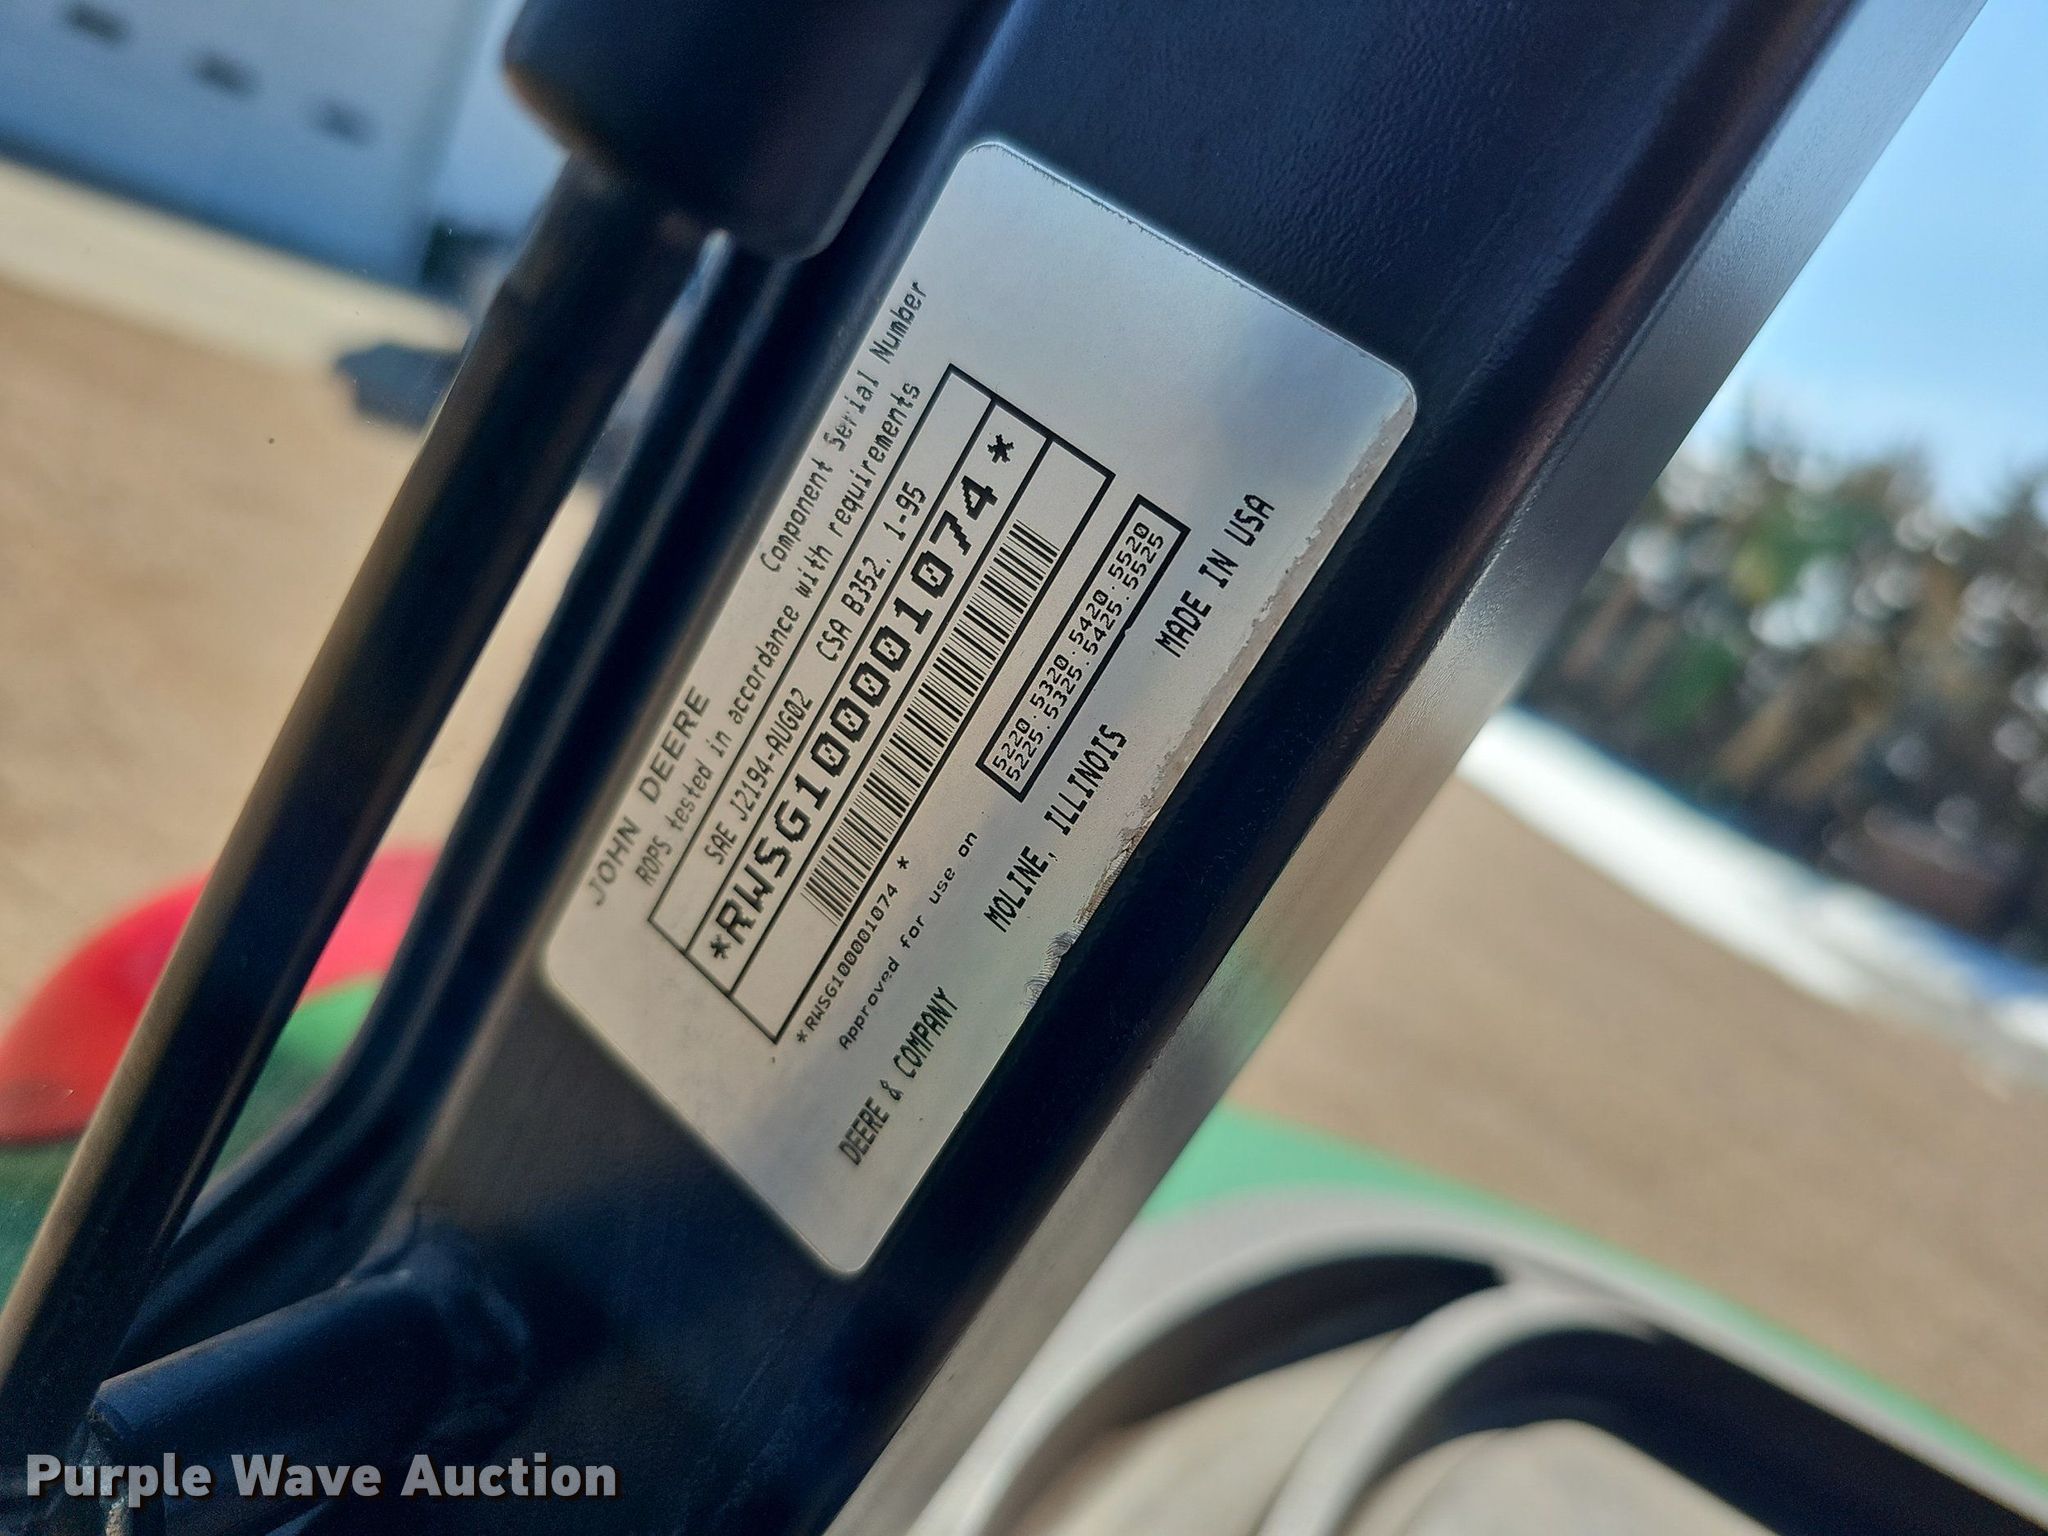 JOHN DEERE Component Serial Number
ROPS tested in accordance with requirements
SAE J2194-AUG02 CSA B352. 1-95
*RWSG1000001074*
*RWSG1000001074 *
Approved for use on
5220.5320.5420.5520
5225.5325.5425.5525
DEERE & COMPANY MOLINE, ILLINOIS MADE IN USA
Purple Wave Auction